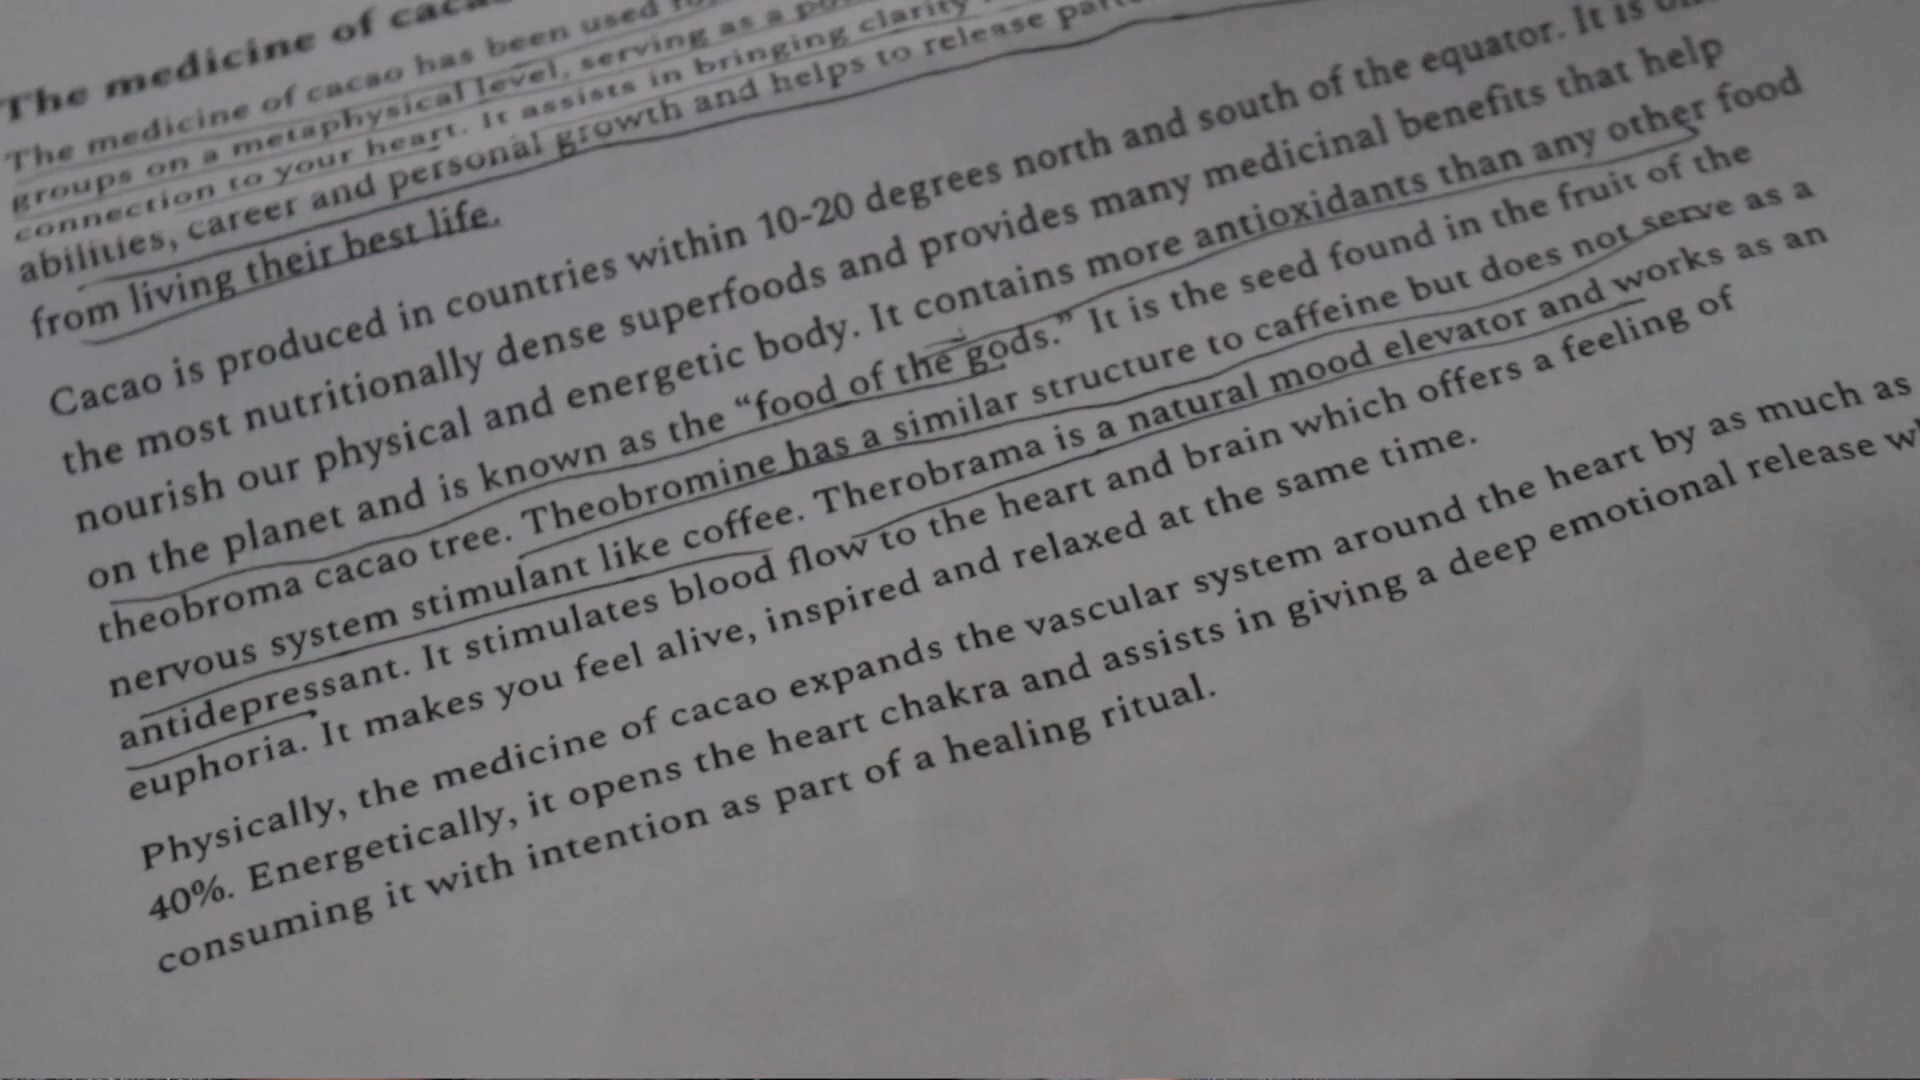 The medicine of
The medicine of cacao has been used
groups on a metaphysical level, serving as a
connection to your heart. It assists in bringing clarity
abilities, career and personal growth and helps to release
from living their best life.
Cacao is produced in countries within 10-20 degrees north and south of the equator. It is
the most nutritionally dense superfoods and provides many medicinal benefits that help
nourish our physical and energetic body. It contains more antioxidants than any other food
on the planet and is known as the “food of the gods.” It is the seed found in the fruit of the
theobroma cacao tree. Theobromine has a similar structure to caffeine but does not serve as a
nervous system stimulant like coffee. Therobrama is a natural mood elevator and works as an
antidepressant. It stimulates blood flow to the heart and brain which offers a feeling of
euphoria. It makes you feel alive, inspired and relaxed at the same time.
Physically, the medicine of cacao expands the vascular system around the heart by as much as
40%. Energetically, it opens the heart chakra and assists in giving a deep emotional release
consuming it with intention as part of a healing ritual.